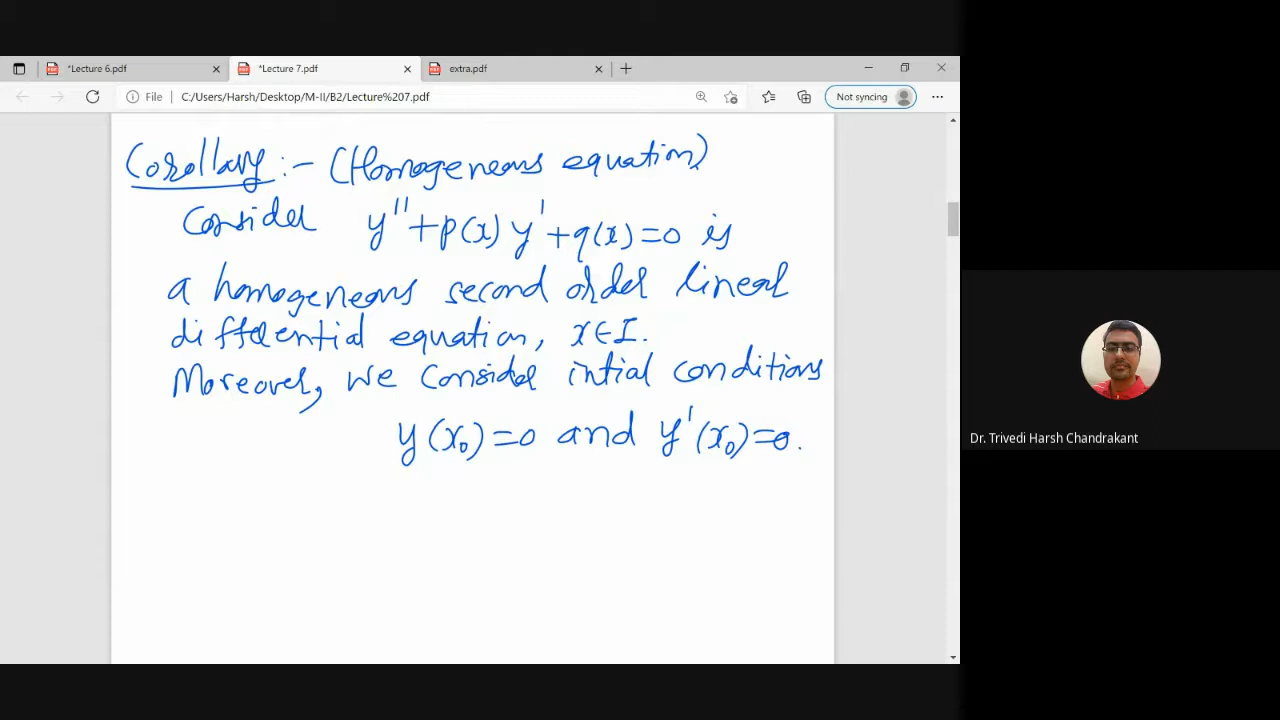 *Lecture 6.pdf
*Lecture 7.pdf
extra.pdf
File
C:/Users/Harsh/Desktop/M-II/B2/Lecture%207.pdf
Not syncing
Corollary :- (Homogeneous equation)
Consider y'' + p(x) y' + q(x) = 0 is
a homogeneous second order linear
differential equation, x ∈ I.
Moreover, we consider intial conditions
y(x₀) = 0 and y'(x₀) = 0.
Dr. Trivedi Harsh Chandrakant